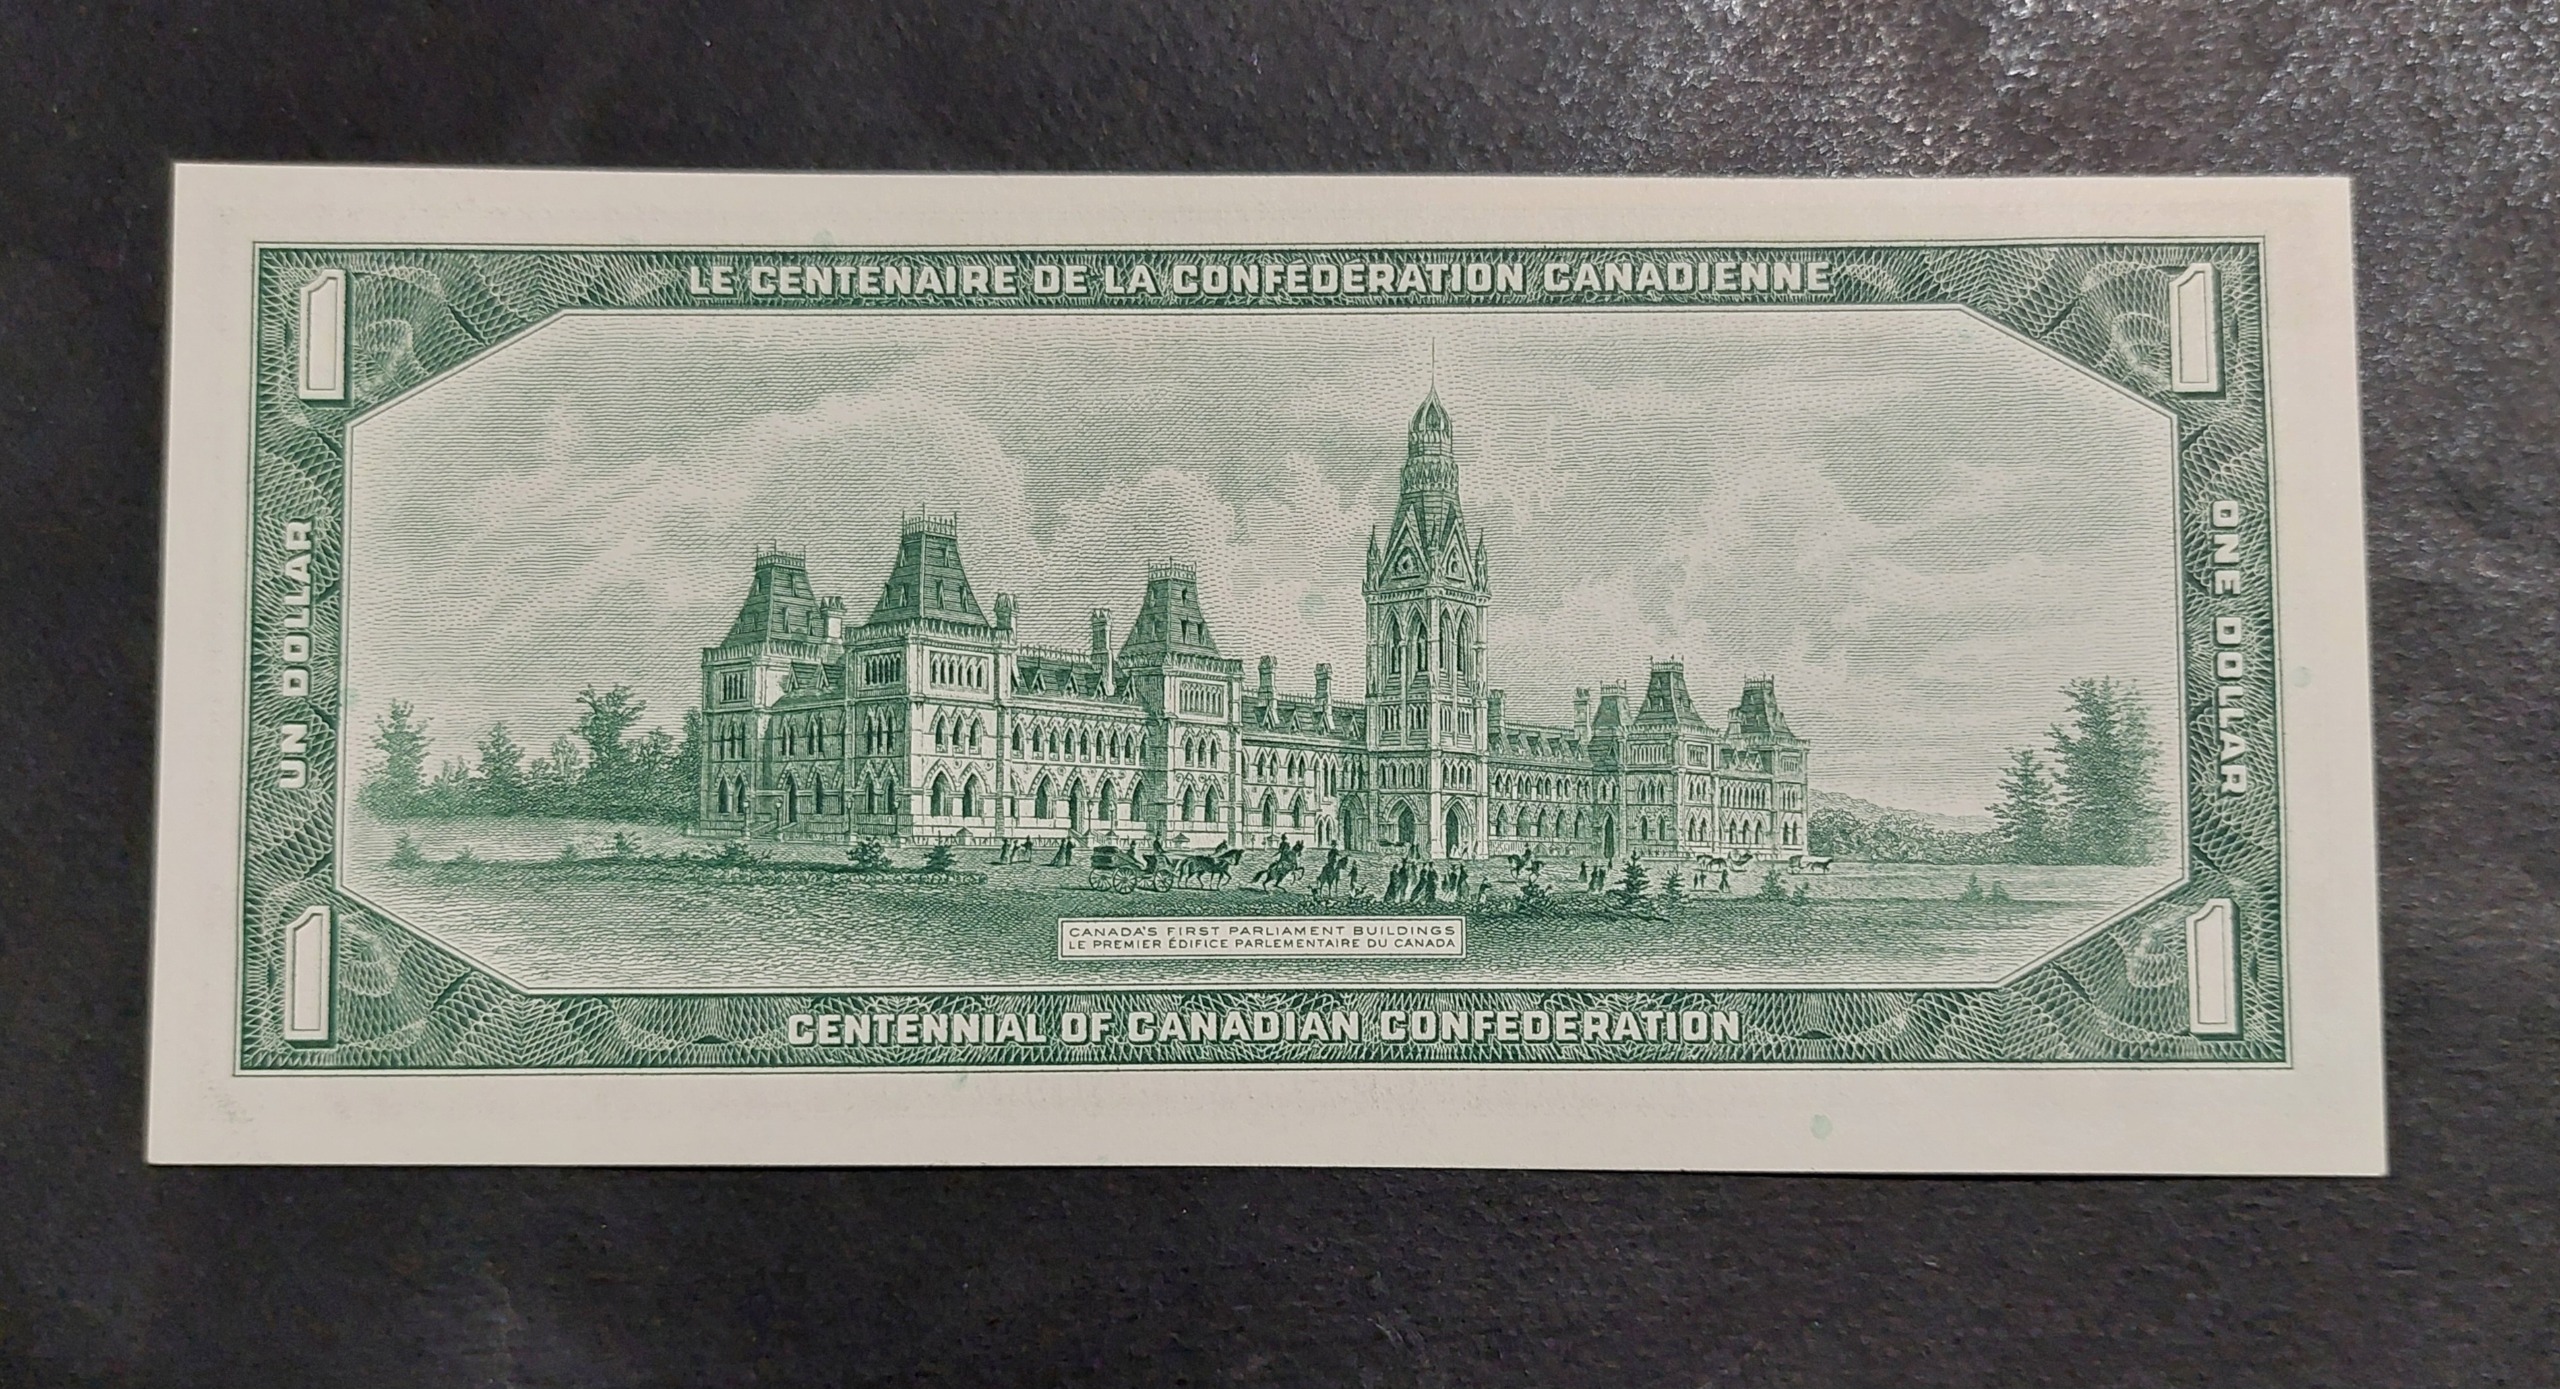 1
LE CENTENAIRE DE LA CONFÉDÉRATION CANADIENNE
1
UN DOLLAR
ONE DOLLAR
CANADA'S FIRST PARLIAMENT BUILDINGS
LE PREMIER ÉDIFICE PARLEMENTAIRE DU CANADA
1
CENTENNIAL OF CANADIAN CONFEDERATION
1